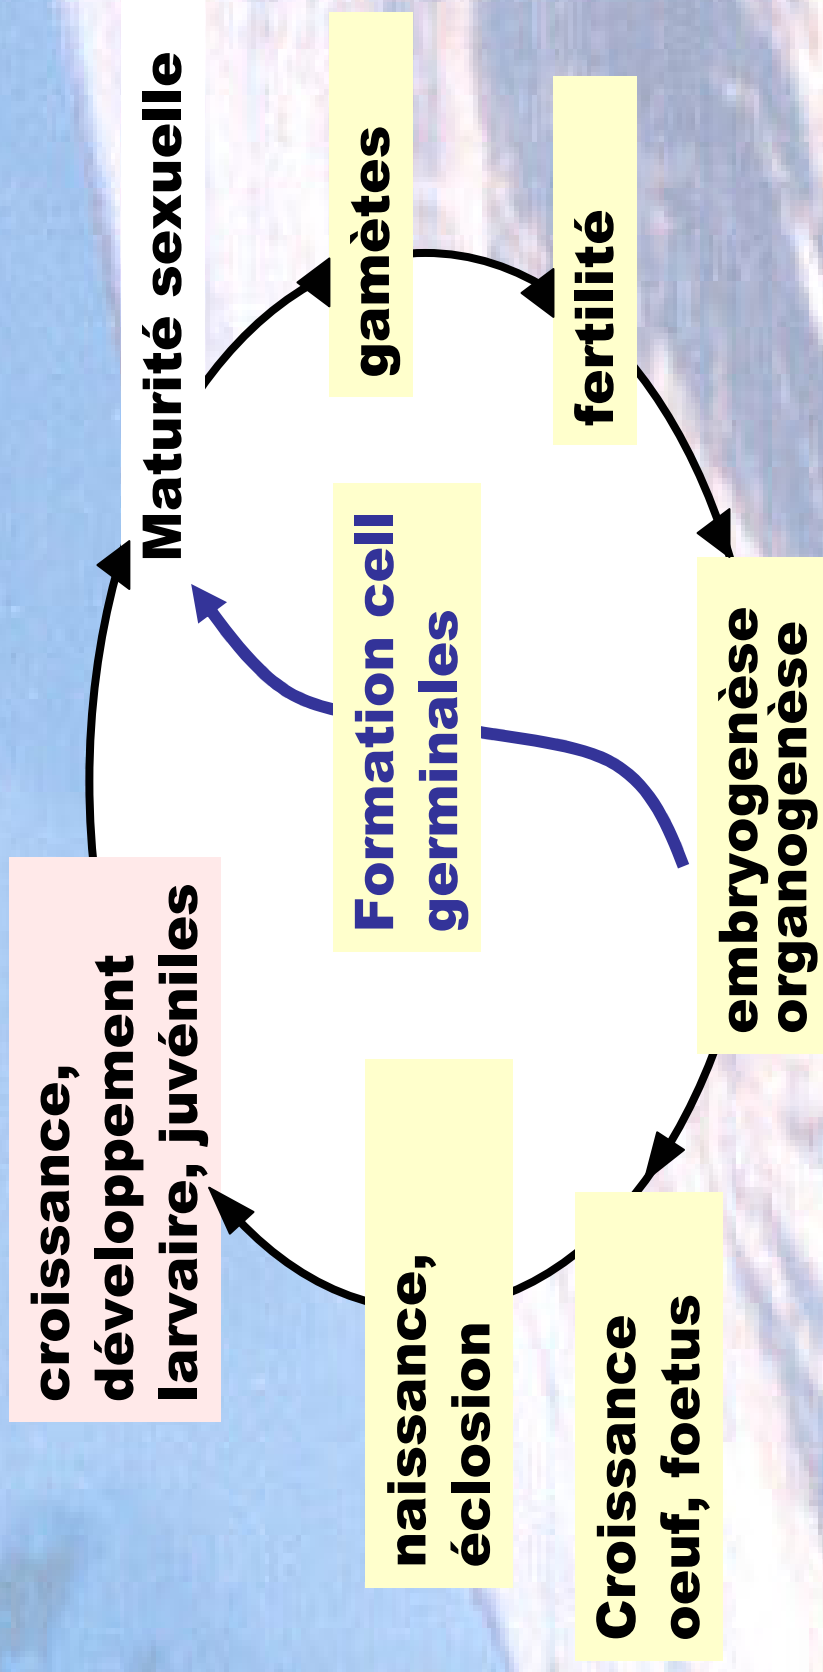 croissance,
développement
larvaire, juvéniles
Maturité sexuelle
gamètes
fertilité
Formation cell
germinales
embryogenèse
organogenèse
naissance,
éclosion
Croissance
oeuf, foetus